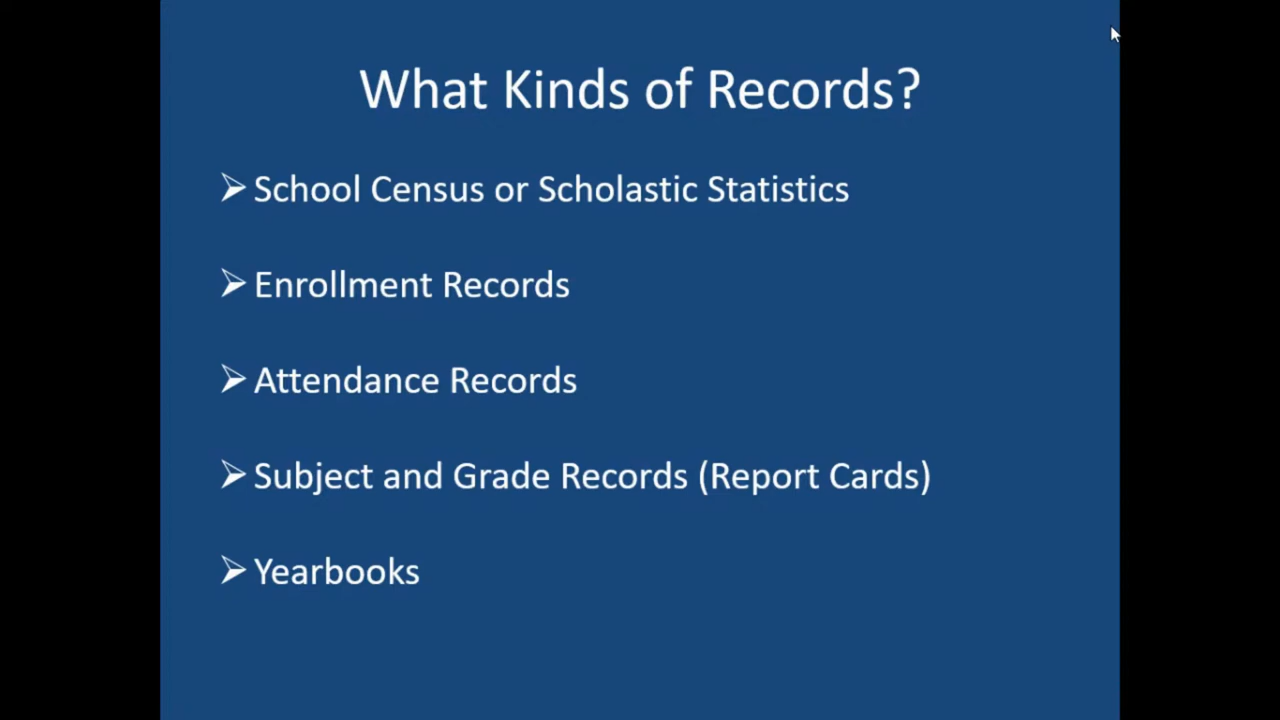 What Kinds of Records?
➢School Census or Scholastic Statistics
➢Enrollment Records
➢Attendance Records
➢Subject and Grade Records (Report Cards)
➢Yearbooks